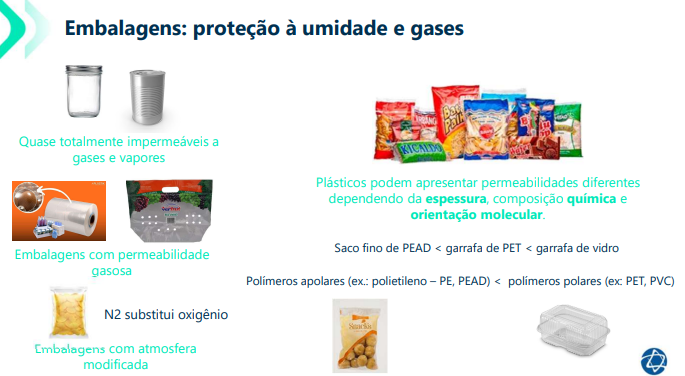 Embalagens: proteção à umidade e gases
Quase totalmente impermeáveis a
gases e vapores
Embalagens com permeabilidade
gasosa
N2 substitui oxigênio
Embalagens com atmosfera
modificada
KICALDO
Plásticos podem apresentar permeabilidades diferentes
dependendo da espessura, composição química e
orientação molecular.
Saco fino de PEAD < garrafa de PET < garrafa de vidro
Polímeros apolares (ex.: polietileno – PE, PEAD) < polímeros polares (ex: PET, PVC)
Snacks